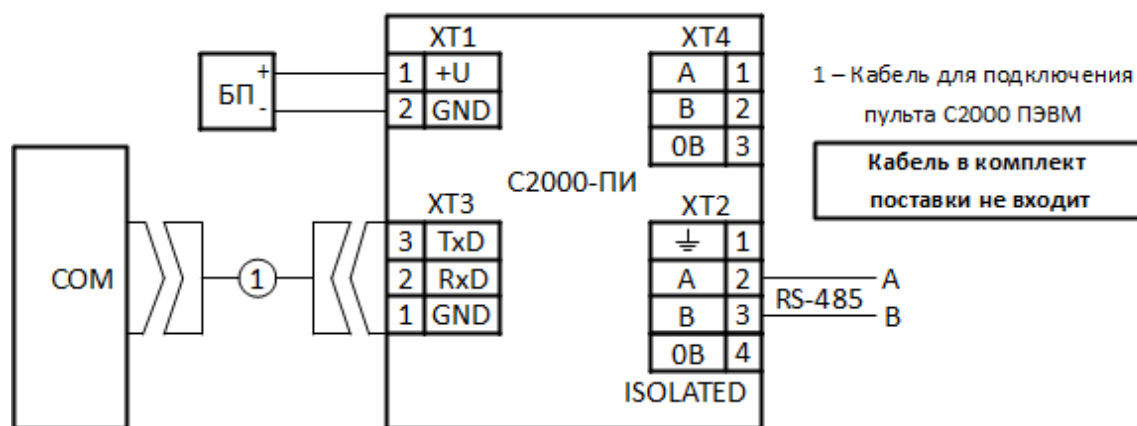 XT1
1 +U
2 GND
БП
+
-
XT4
A 1
B 2
0В 3
1 – Кабель для подключения
пульта С2000 ПЭВМ
Кабель в комплект
поставки не входит
С2000-ПИ
COM
1
XT3
3 TxD
2 RxD
1 GND
XT2
1
A 2
B 3
0В 4
ISOLATED
A
RS-485
B